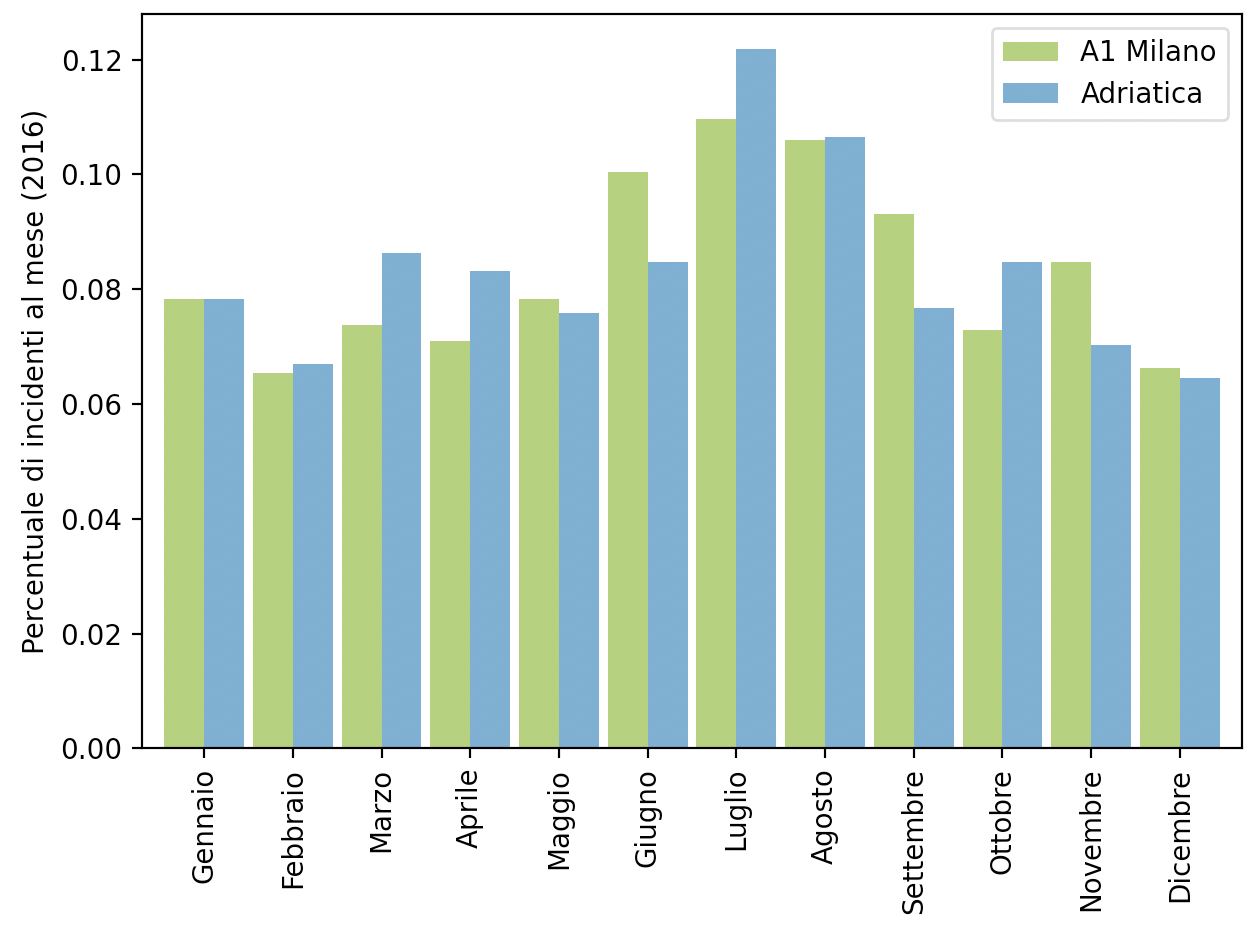 A1 Milano
Adriatica
Percentuale di incidenti al mese (2016)
0.12
0.10
0.08
0.06
0.04
0.02
0.00
Gennaio
Febbraio
Marzo
Aprile
Maggio
Giugno
Luglio
Agosto
Settembre
Ottobre
Novembre
Dicembre